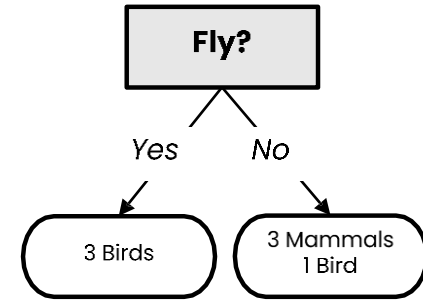 Fly?
Yes
No
3 Birds
3 Mammals
1 Bird